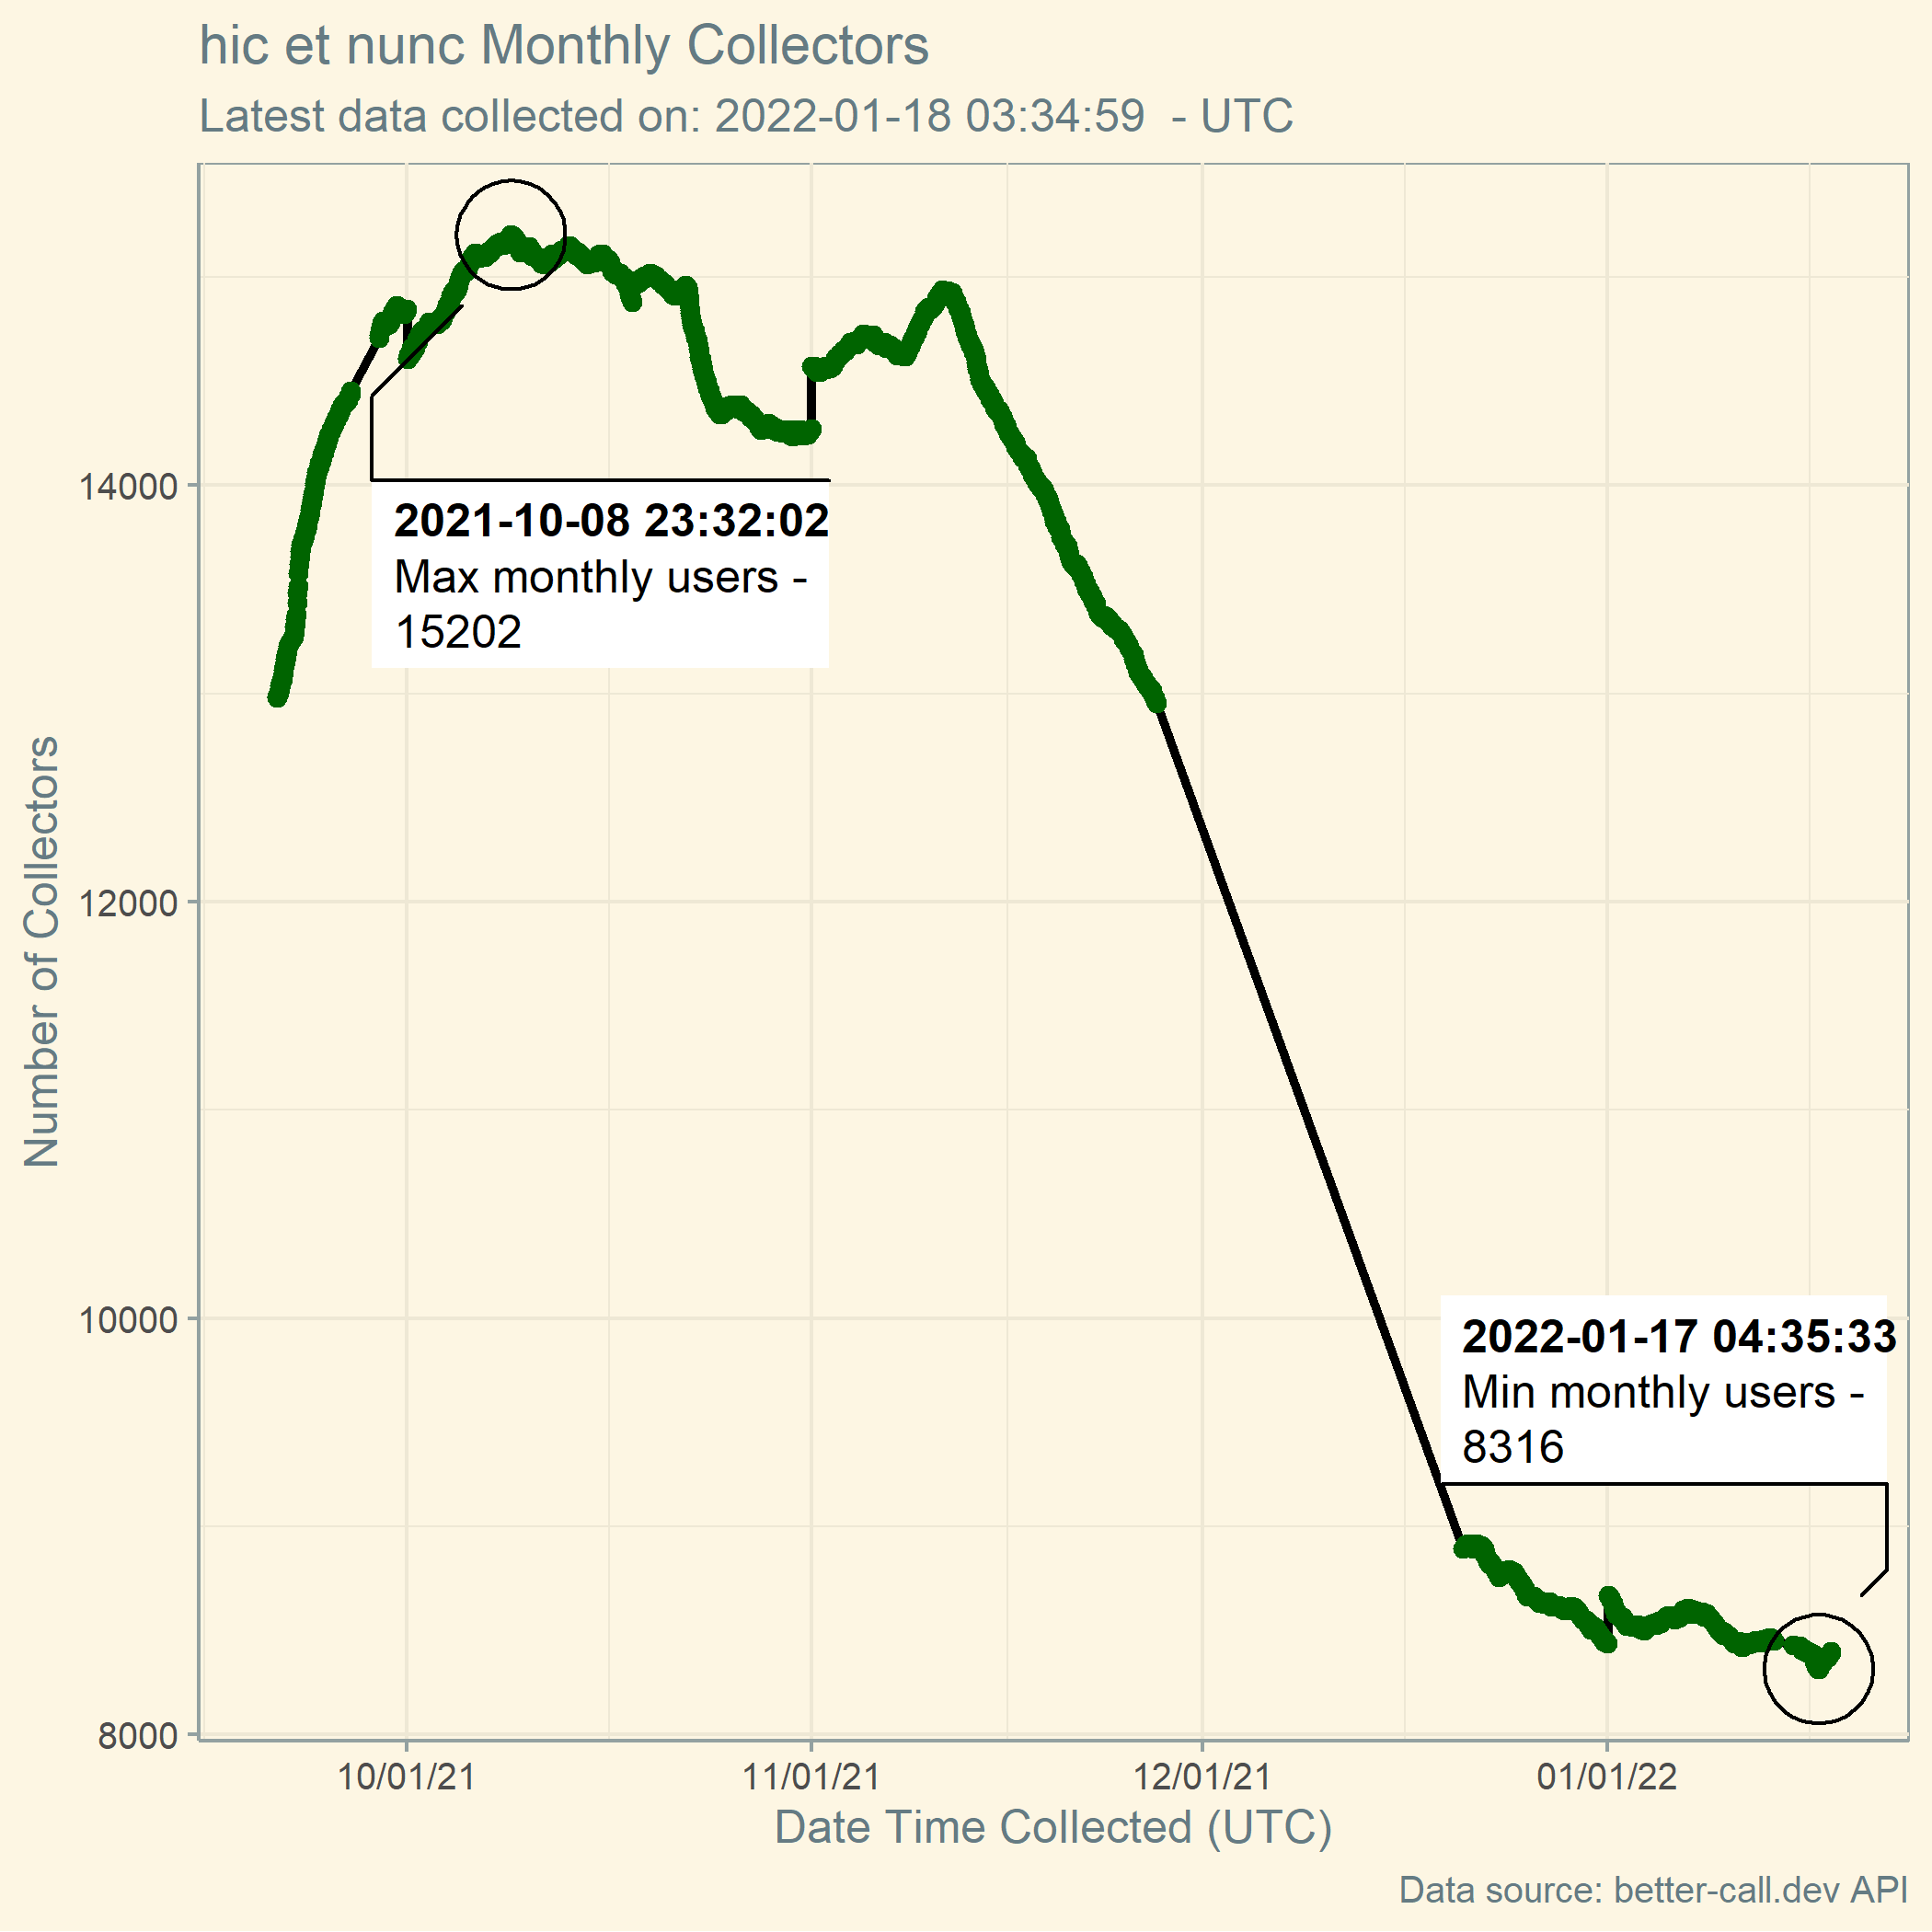 hic et nunc Monthly Collectors
Latest data collected on: 2022-01-18 03:34:59  - UTC
Number of Collectors
14000
12000
10000
8000
2021-10-08 23:32:02
Max monthly users -
15202
2022-01-17 04:35:33
Min monthly users -
8316
10/01/21
11/01/21
12/01/21
01/01/22
Date Time Collected (UTC)
Data source: better-call.dev API